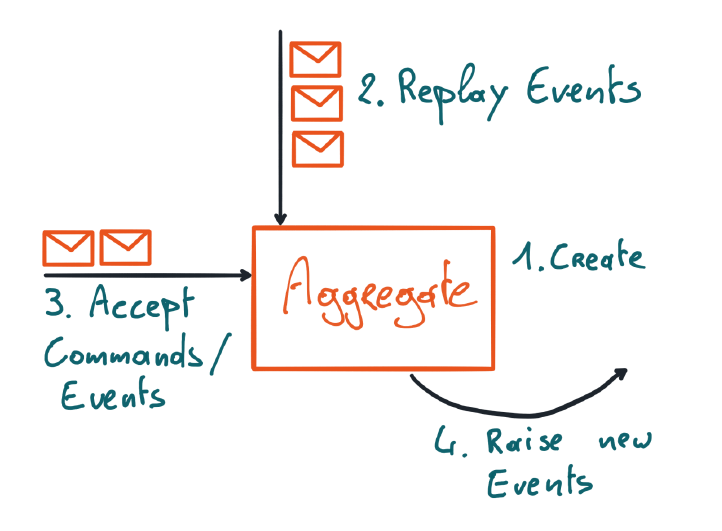 2. Replay Events
1. Create
Aggregate
3. Accept
Commands/
Events
4. Raise new
Events